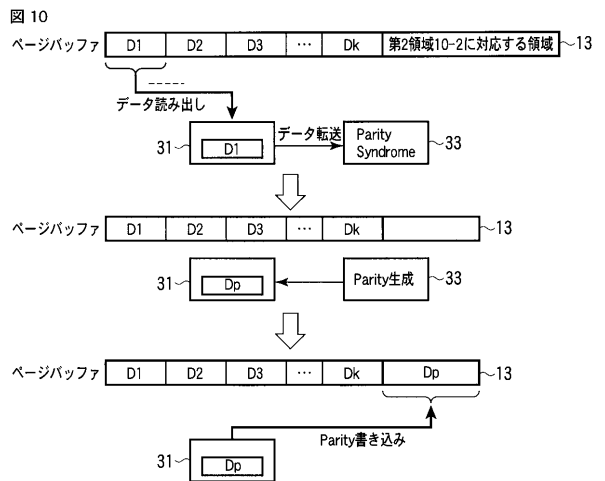 図 10
ページバッファ D1 D2 D3 … Dk 第2領域10-2に対応する領域 13
データ読み出し
31 D1 データ転送 Parity Syndrome 33
ページバッファ D1 D2 D3 … Dk 13
31 Dp Parity生成 33
ページバッファ D1 D2 D3 … Dk Dp 13
Parity書き込み
31 Dp